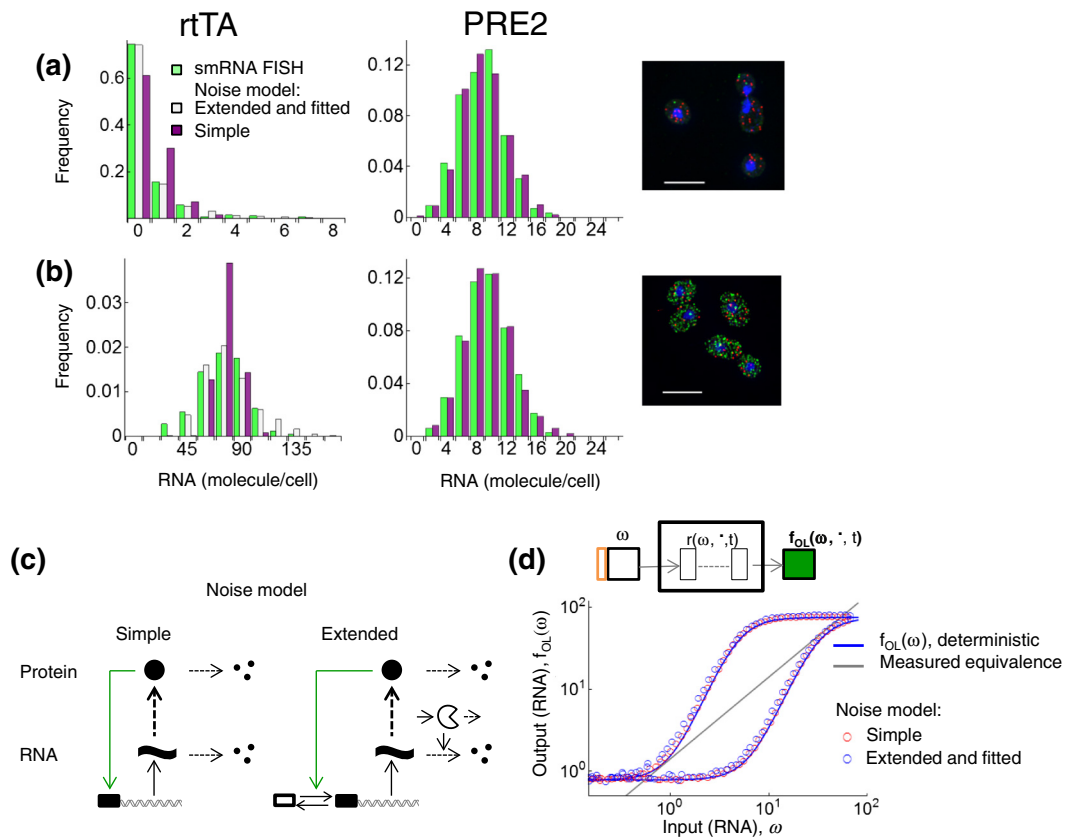 rtTA
PRE2
(a)
Frequency
0.6
0.4
0.2
0 2 4 6 8
smRNA FISH
Noise model:
Extended and fitted
Simple
0.12
0.08
0.04
0
0 4 8 12 16 20 24
(b)
Frequency
0.03
0.02
0.01
0
0 45 90 135
RNA (molecule/cell)
0.12
0.08
0.04
0
0 4 8 12 16 20 24
RNA (molecule/cell)
(c)
Noise model
Simple
Extended
Protein
RNA
(d)
ω
r(ω, ·,t)
f_OL(ω, ·, t)
Output (RNA), f_OL(ω)
10^2
10^1
10^0
10^0 10^1 10^2
Input (RNA), ω
f_OL(ω), deterministic
Measured equivalence
Noise model:
Simple
Extended and fitted